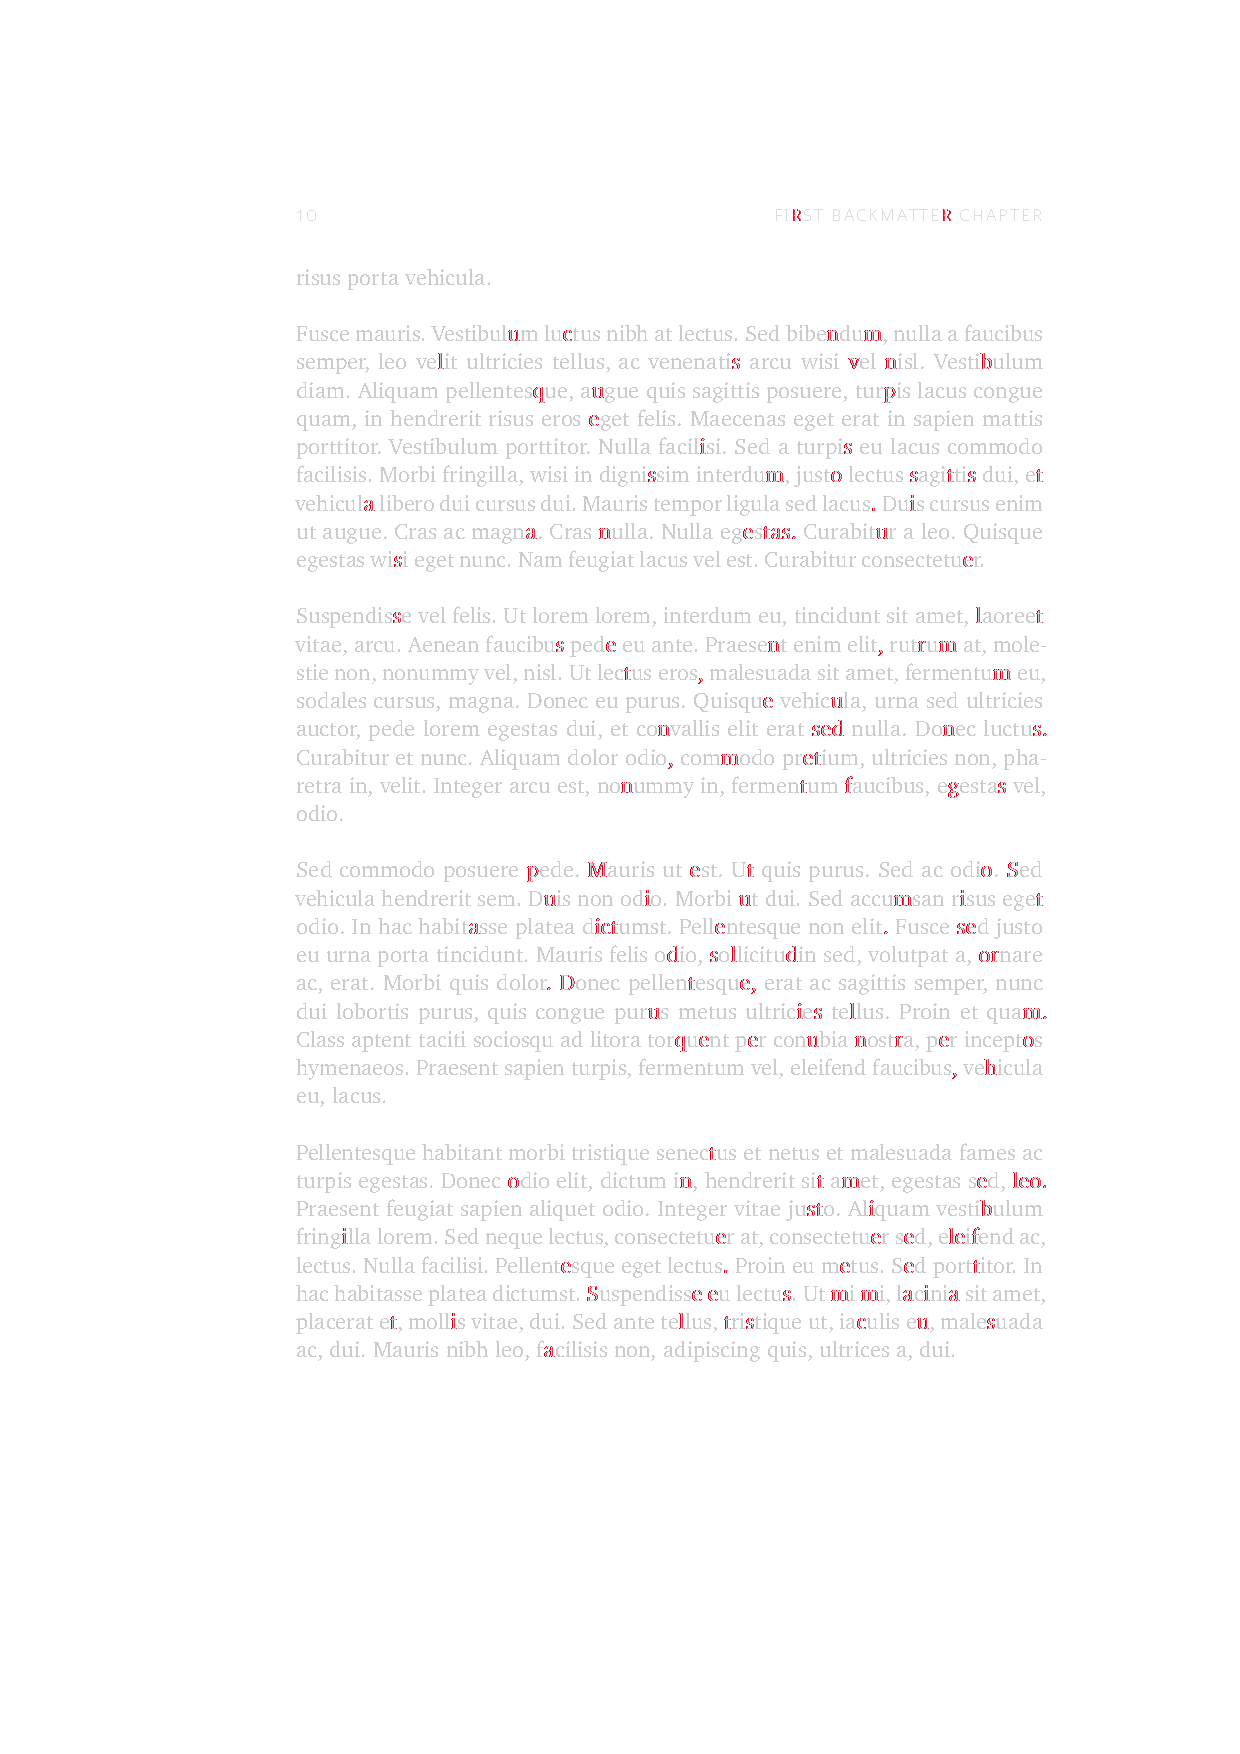 10 FIRST BACKMATTER CHAPTER
risus porta vehicula.
Fusce mauris. Vestibulum luctus nibh at lectus. Sed bibendum, nulla a faucibus
semper, leo velit ultricies tellus, ac venenatis arcu wisi vel nisl. Vestibulum
diam. Aliquam pellentesque, augue quis sagittis posuere, turpis lacus congue
quam, in hendrerit risus eros eget felis. Maecenas eget erat in sapien mattis
porttitor. Vestibulum porttitor. Nulla facilisi. Sed a turpis eu lacus commodo
facilisis. Morbi fringilla, wisi in dignissim interdum, justo lectus sagittis dui, et
vehicula libero dui cursus dui. Mauris tempor ligula sed lacus. Duis cursus enim
ut augue. Cras ac magna. Cras nulla. Nulla egestas. Curabitur a leo. Quisque
egestas wisi eget nunc. Nam feugiat lacus vel est. Curabitur consectetuer.
Suspendisse vel felis. Ut lorem lorem, interdum eu, tincidunt sit amet, laoreet
vitae, arcu. Aenean faucibus pede eu ante. Praesent enim elit, rutrum at, mole-
stie non, nonummy vel, nisl. Ut lectus eros, malesuada sit amet, fermentum eu,
sodales cursus, magna. Donec eu purus. Quisque vehicula, urna sed ultricies
auctor, pede lorem egestas dui, et convallis elit erat sed nulla. Donec luctus.
Curabitur et nunc. Aliquam dolor odio, commodo pretium, ultricies non, pha-
retra in, velit. Integer arcu est, nonummy in, fermentum faucibus, egestas vel,
odio.
Sed commodo posuere pede. Mauris ut est. Ut quis purus. Sed ac odio. Sed
vehicula hendrerit sem. Duis non odio. Morbi ut dui. Sed accumsan risus eget
odio. In hac habitasse platea dictumst. Pellentesque non elit. Fusce sed justo
eu urna porta tincidunt. Mauris felis odio, sollicitudin sed, volutpat a, ornare
ac, erat. Morbi quis dolor. Donec pellentesque, erat ac sagittis semper, nunc
dui lobortis purus, quis congue purus metus ultricies tellus. Proin et quam.
Class aptent taciti sociosqu ad litora torquent per conubia nostra, per inceptos
hymenaeos. Praesent sapien turpis, fermentum vel, eleifend faucibus, vehicula
eu, lacus.
Pellentesque habitant morbi tristique senectus et netus et malesuada fames ac
turpis egestas. Donec odio elit, dictum in, hendrerit sit amet, egestas sed, leo.
Praesent feugiat sapien aliquet odio. Integer vitae justo. Aliquam vestibulum
fringilla lorem. Sed neque lectus, consectetuer at, consectetuer sed, eleifend ac,
lectus. Nulla facilisi. Pellentesque eget lectus. Proin eu metus. Sed porttitor. In
hac habitasse platea dictumst. Suspendisse eu lectus. Ut mi mi, lacinia sit amet,
placerat et, mollis vitae, dui. Sed ante tellus, tristique ut, iaculis eu, malesuada
ac, dui. Mauris nibh leo, facilisis non, adipiscing quis, ultrices a, dui.